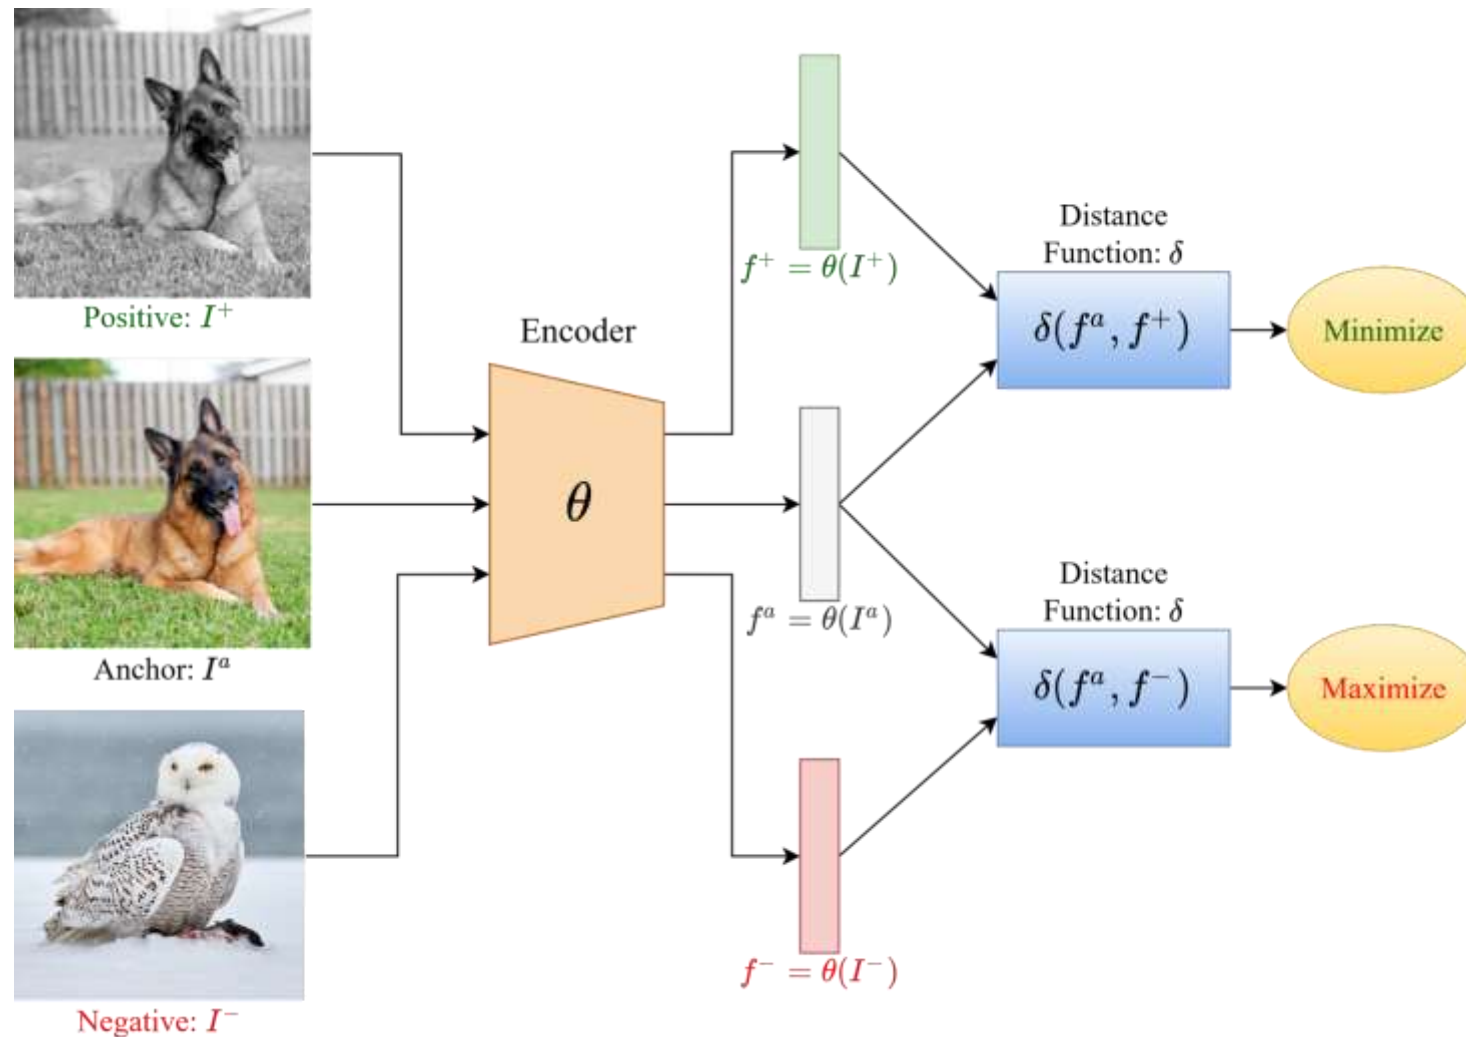 Positive: I⁺
Anchor: Iᵃ
Negative: I⁻
Encoder
θ
f⁺ = θ(I⁺)
fᵃ = θ(Iᵃ)
f⁻ = θ(I⁻)
Distance
Function: δ
δ(fᵃ, f⁺)
Minimize
Distance
Function: δ
δ(fᵃ, f⁻)
Maximize